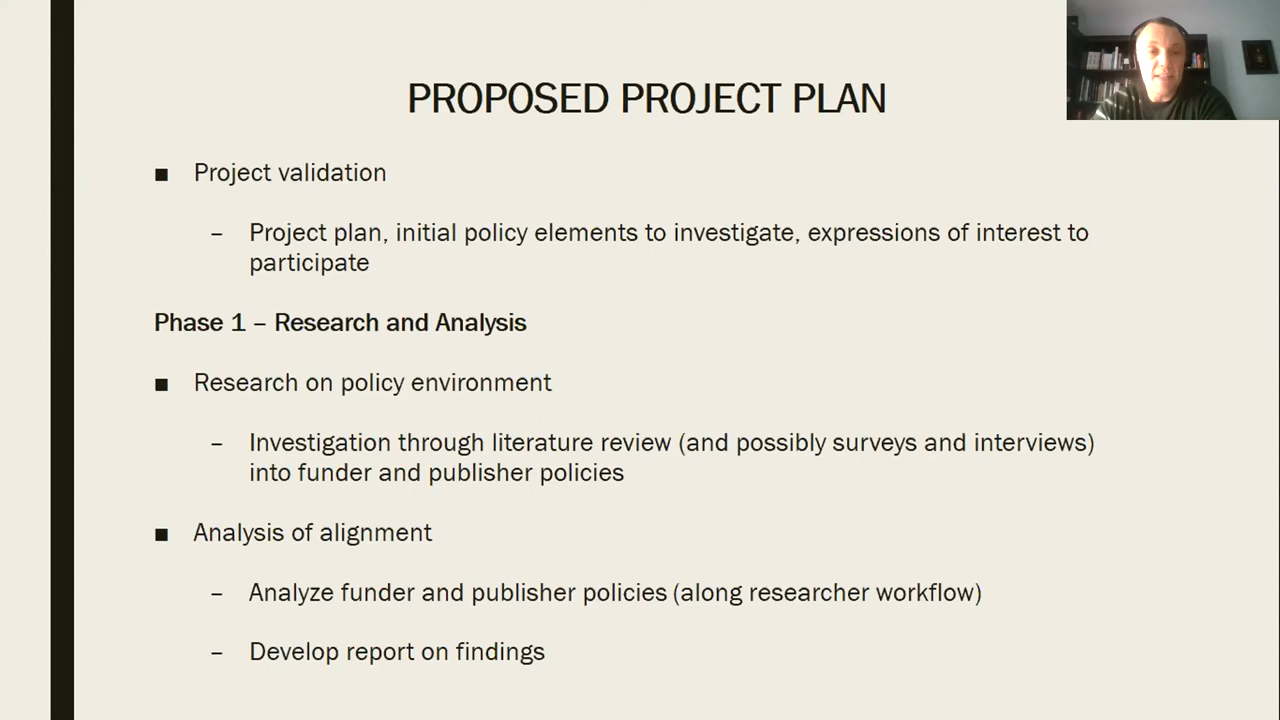 PROPOSED PROJECT PLAN
■ Project validation
– Project plan, initial policy elements to investigate, expressions of interest to
participate
Phase 1 – Research and Analysis
■ Research on policy environment
– Investigation through literature review (and possibly surveys and interviews)
into funder and publisher policies
■ Analysis of alignment
– Analyze funder and publisher policies (along researcher workflow)
– Develop report on findings